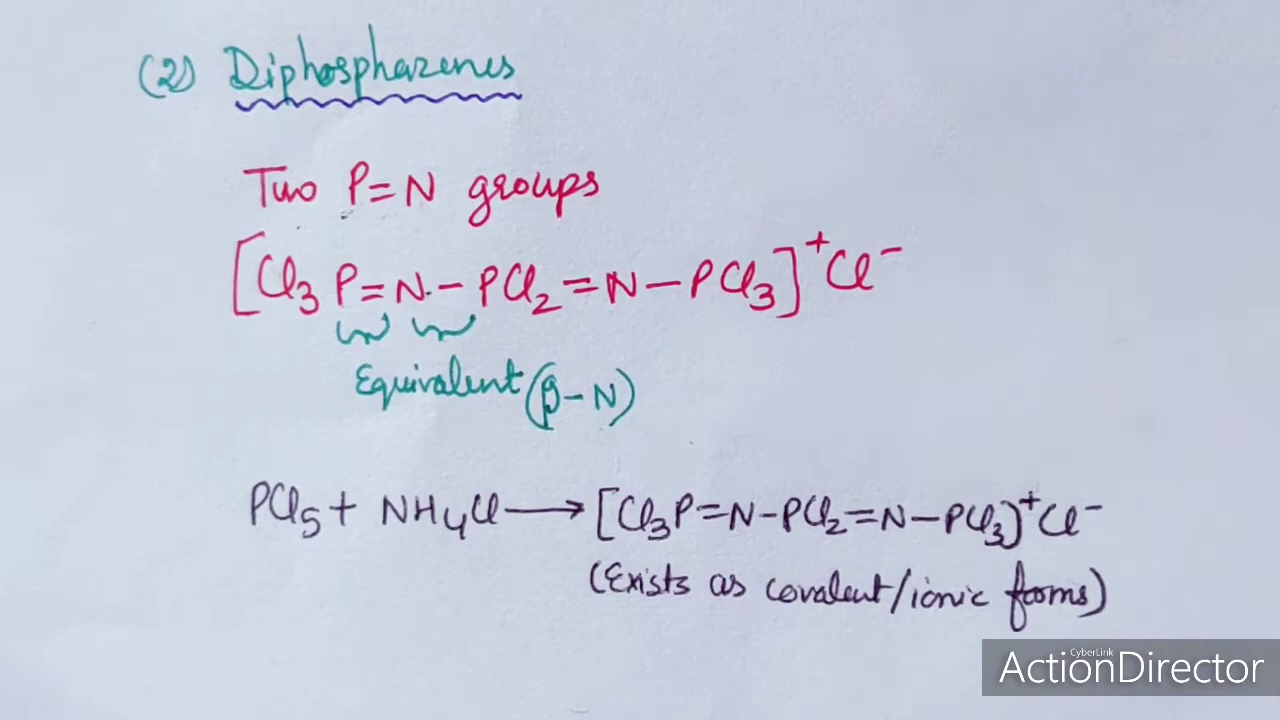 (2) Diphosphazenes
Two P=N groups
[Cl₃P=N-PCl₂=N-PCl₃]⁺Cl⁻
Equivalent (P-N)
PCl₅+ NH₄Cl→[Cl₃P=N-PCl₂=N-PCl₃]⁺Cl⁻
(Exists as covalent/ionic forms)
CyberLink
ActionDirector